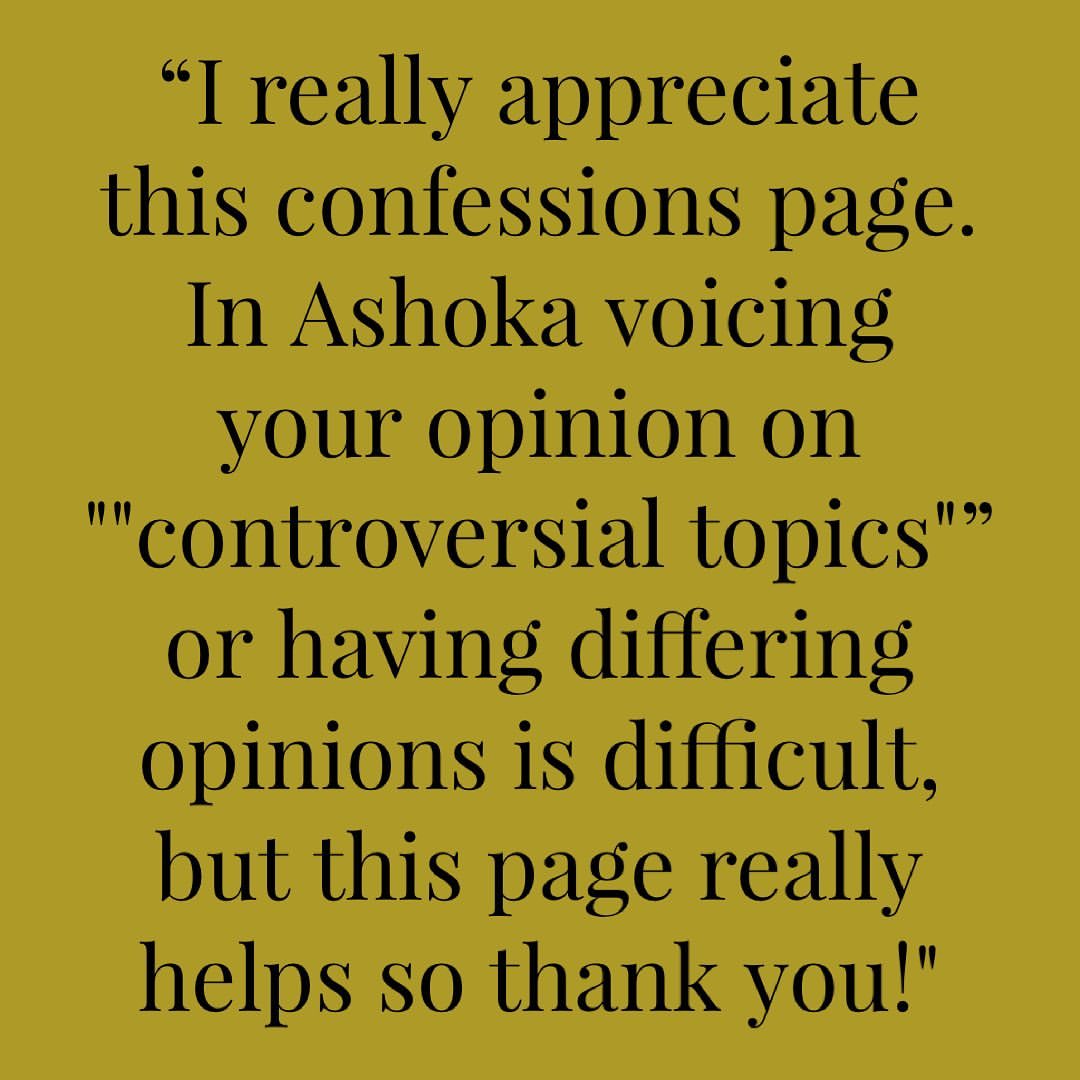 “I really appreciate
this confessions page.
In Ashoka voicing
your opinion on
""controversial topics"”
or having differing
opinions is difficult,
but this page really
helps so thank you!"